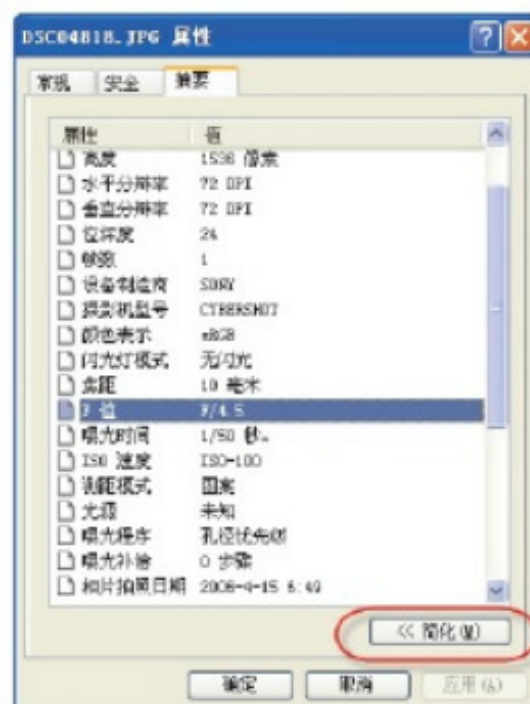 DSC04818.JPG 属性
常规 安全 摘要
属性 值
高度 1536 像素
水平分辨率 72 DPI
垂直分辨率 72 DPI
位深度 24
帧数 1
设备制造商 SONY
摄影机型号 CYBERSHOT
颜色表示 sRGB
闪光灯模式 无闪光
焦距 10 毫米
F 值 F/4.5
曝光时间 1/50 秒。
ISO 速度 ISO-100
测距模式 图案
光源 未知
曝光程序 孔径优先级
曝光补偿 0 步骤
相片拍照日期 2006-4-15 6:49
<< 简化(M)
确定 取消 应用(A)